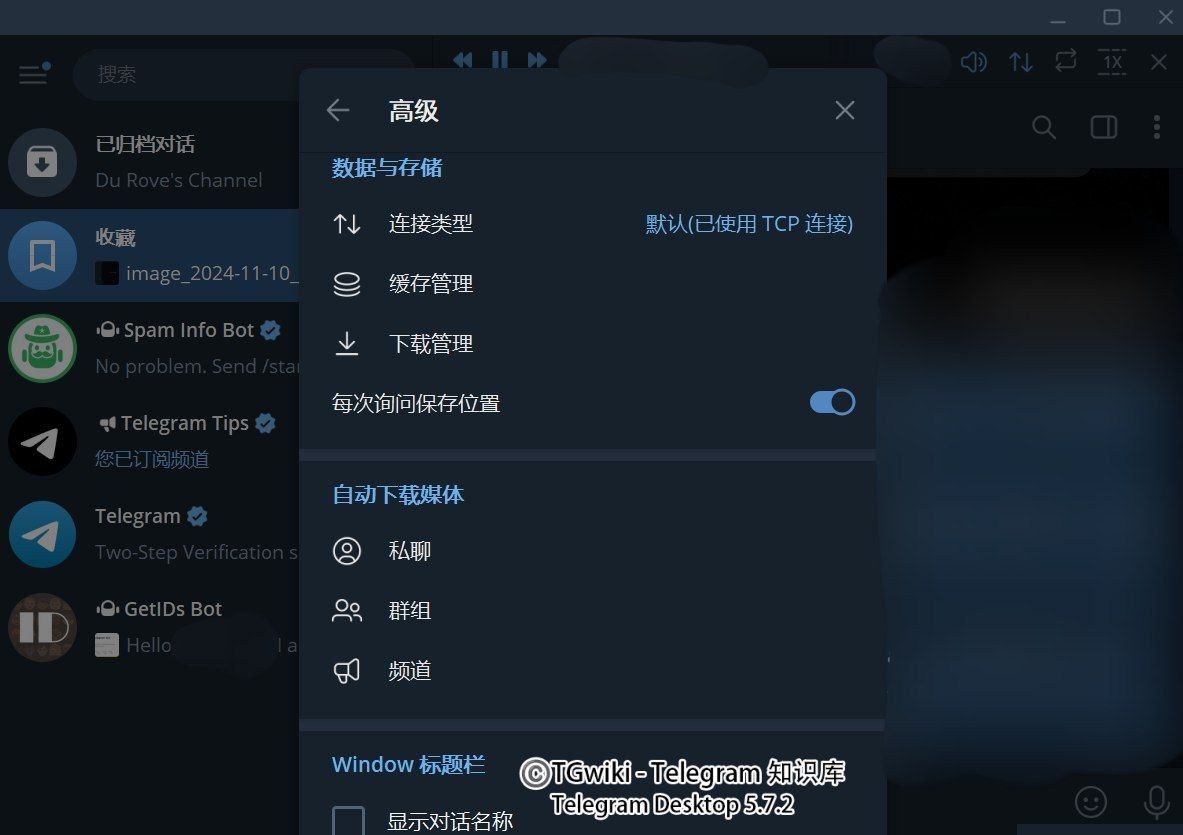 搜索
1X
高级
已归档对话
Du Rove's Channel
数据与存储
收藏
连接类型
默认(已使用 TCP 连接)
image_2024-11-10_
缓存管理
Spam Info Bot
No problem. Send /star
下载管理
每次询问保存位置
Telegram Tips
您已订阅频道
自动下载媒体
Telegram
私聊
Two-Step Verification s
GetIDs Bot
群组
ID
Hello
I a
频道
Window 标题栏
©TGwiki - Telegram 知识库
Telegram Desktop 5.7.2
显示对话名称